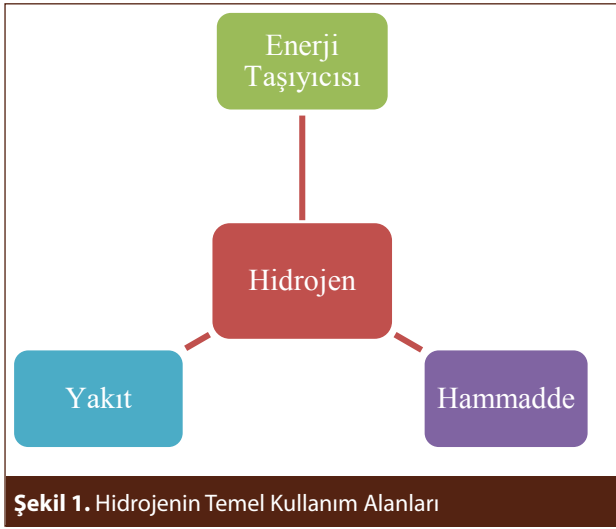 Enerji
Taşıyıcısı
Hidrojen
Yakıt
Hammadde
Şekil 1. Hidrojenin Temel Kullanım Alanları